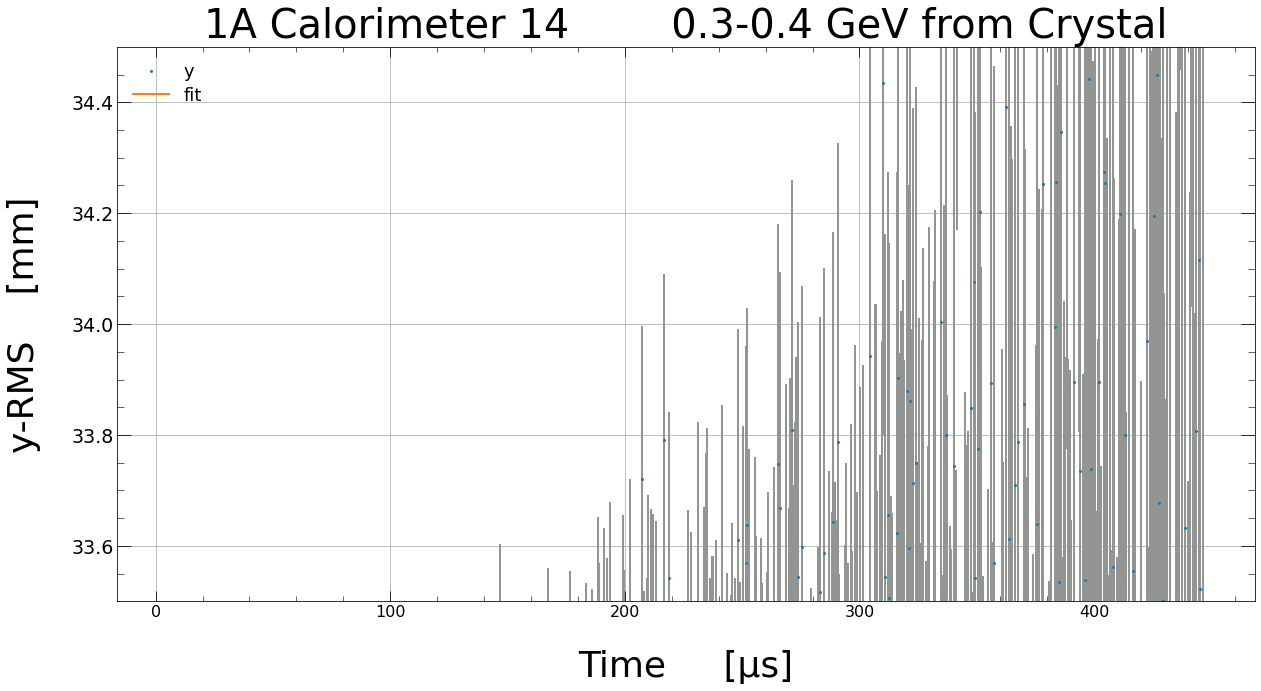 1A Calorimeter 14 0.3-0.4 GeV from Crystal
y
fit
34.4
34.2
34.0
33.8
33.6
y-RMS [mm]
0 100 200 300 400
Time [μs]